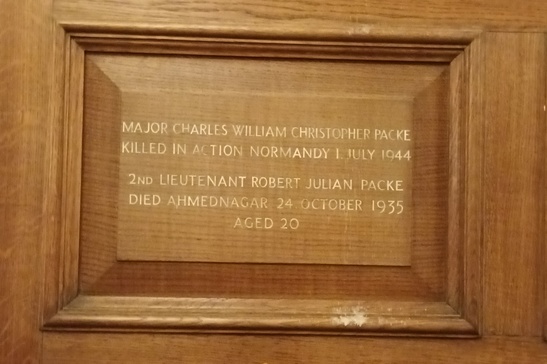 MAJOR CHARLES WILLIAM CHRISTOPHER PACKE
KILLED IN ACTION NORMANDY 1. JULY 1944
2ND LIEUTENANT ROBERT JULIAN PACKE
DIED AHMEDNAGAR 24 OCTOBER 1935
AGED 20